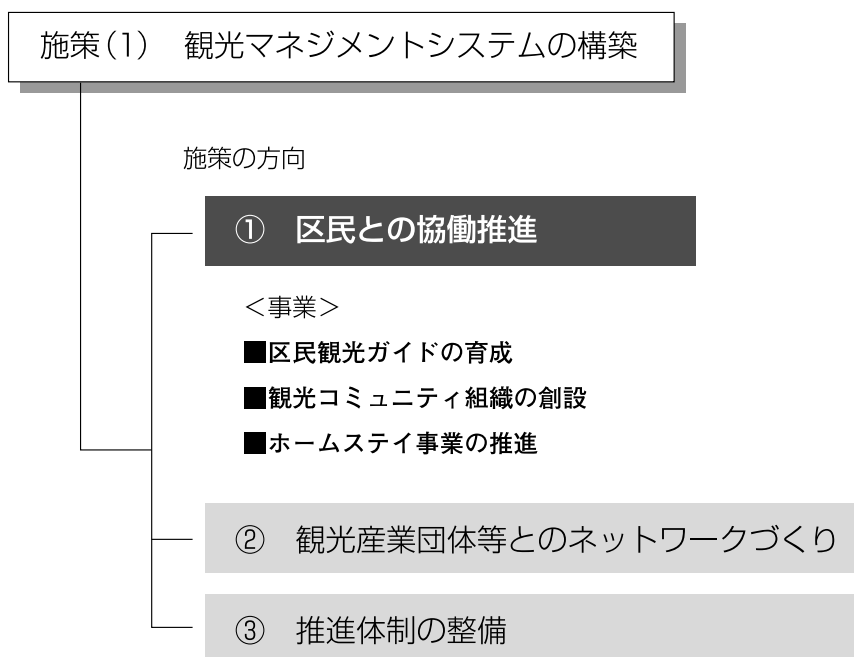 施策(1)　観光マネジメントシステムの構築
施策の方向
①　区民との協働推進
＜事業＞
■区民観光ガイドの育成
■観光コミュニティ組織の創設
■ホームステイ事業の推進
②　観光産業団体等とのネットワークづくり
③　推進体制の整備